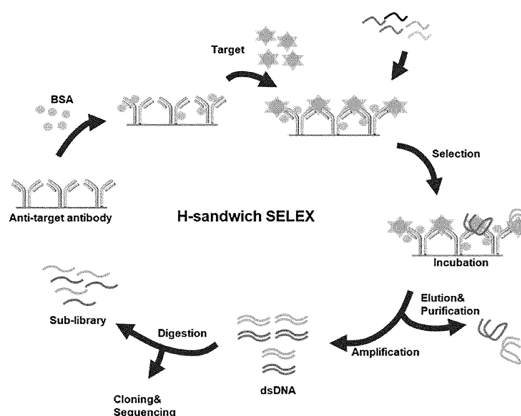 Target
BSA
Selection
Anti-target antibody
H-sandwich SELEX
Incubation
Elution&
Purification
Sub-library
Digestion
Amplification
dsDNA
Cloning&
Sequencing